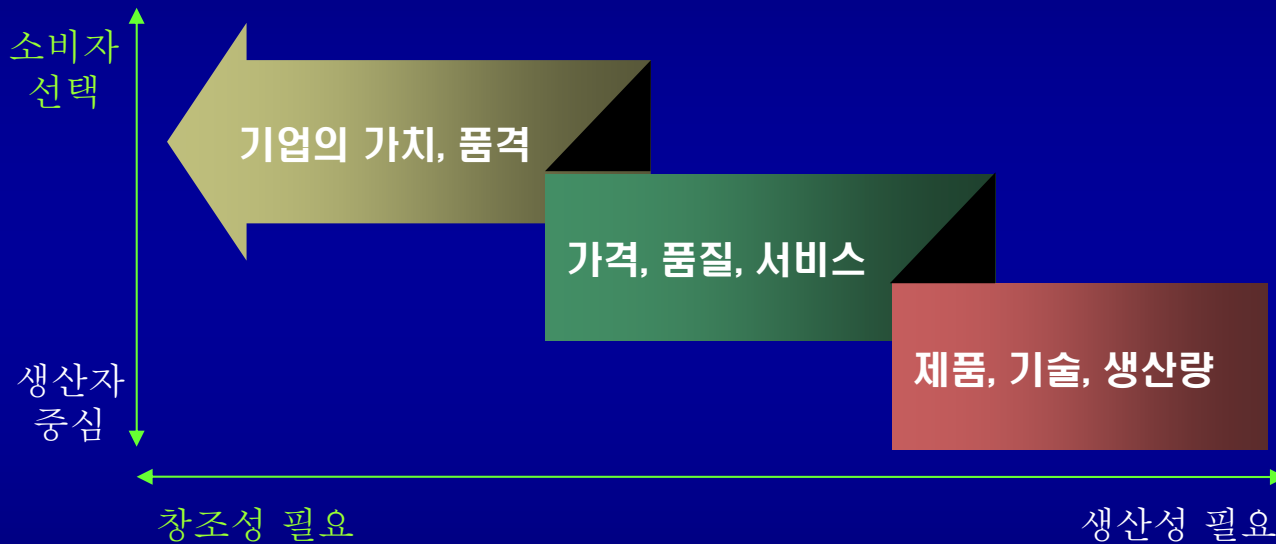 소비자
선택
기업의 가치, 품격
가격, 품질, 서비스
제품, 기술, 생산량
생산자
중심
창조성 필요
생산성 필요